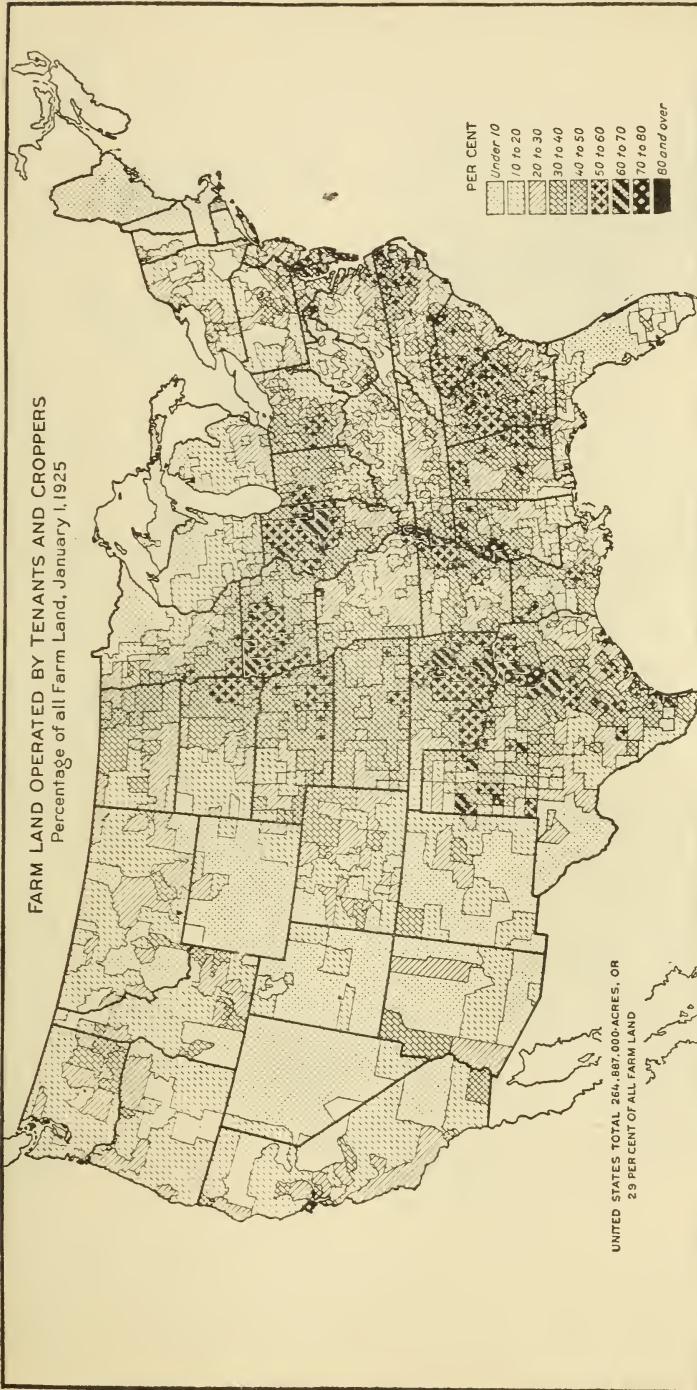 FARM LAND OPERATED BY TENANTS AND CROPPERS
Percentage of all Farm Land, January 1, 1925
PER CENT
Under 10
10 to 20
20 to 30
30 to 40
40 to 50
50 to 60
60 to 70
70 to 80
80 and over
UNITED STATES TOTAL 264,887,000-ACRES, OR
29 PER CENT OF ALL FARM LAND